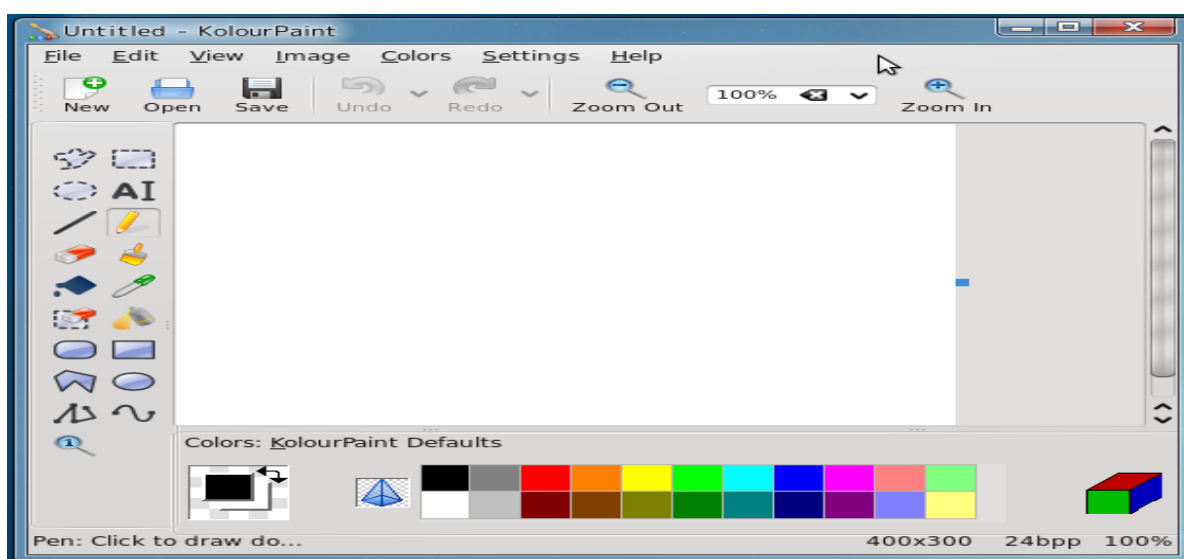 Untitled - KolourPaint
File Edit View Image Colors Settings Help
New Open Save Undo Redo Zoom Out 100% Zoom In
AI
1
Colors: KolourPaint Defaults
Pen: Click to draw do... 400x300 24bpp 100%